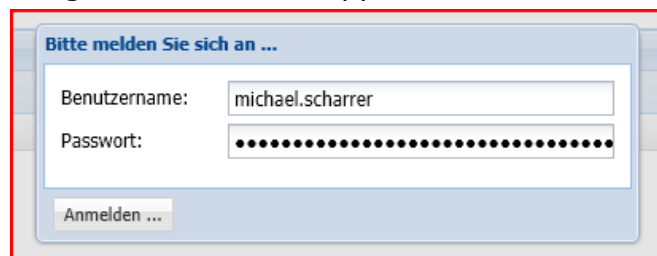 Bitte melden Sie sich an ...
Benutzername: michael.scharrer
Passwort: ●●●●●●●●●●●●●●●●●●●●●●●●●●●●●●●●●
Anmelden ...